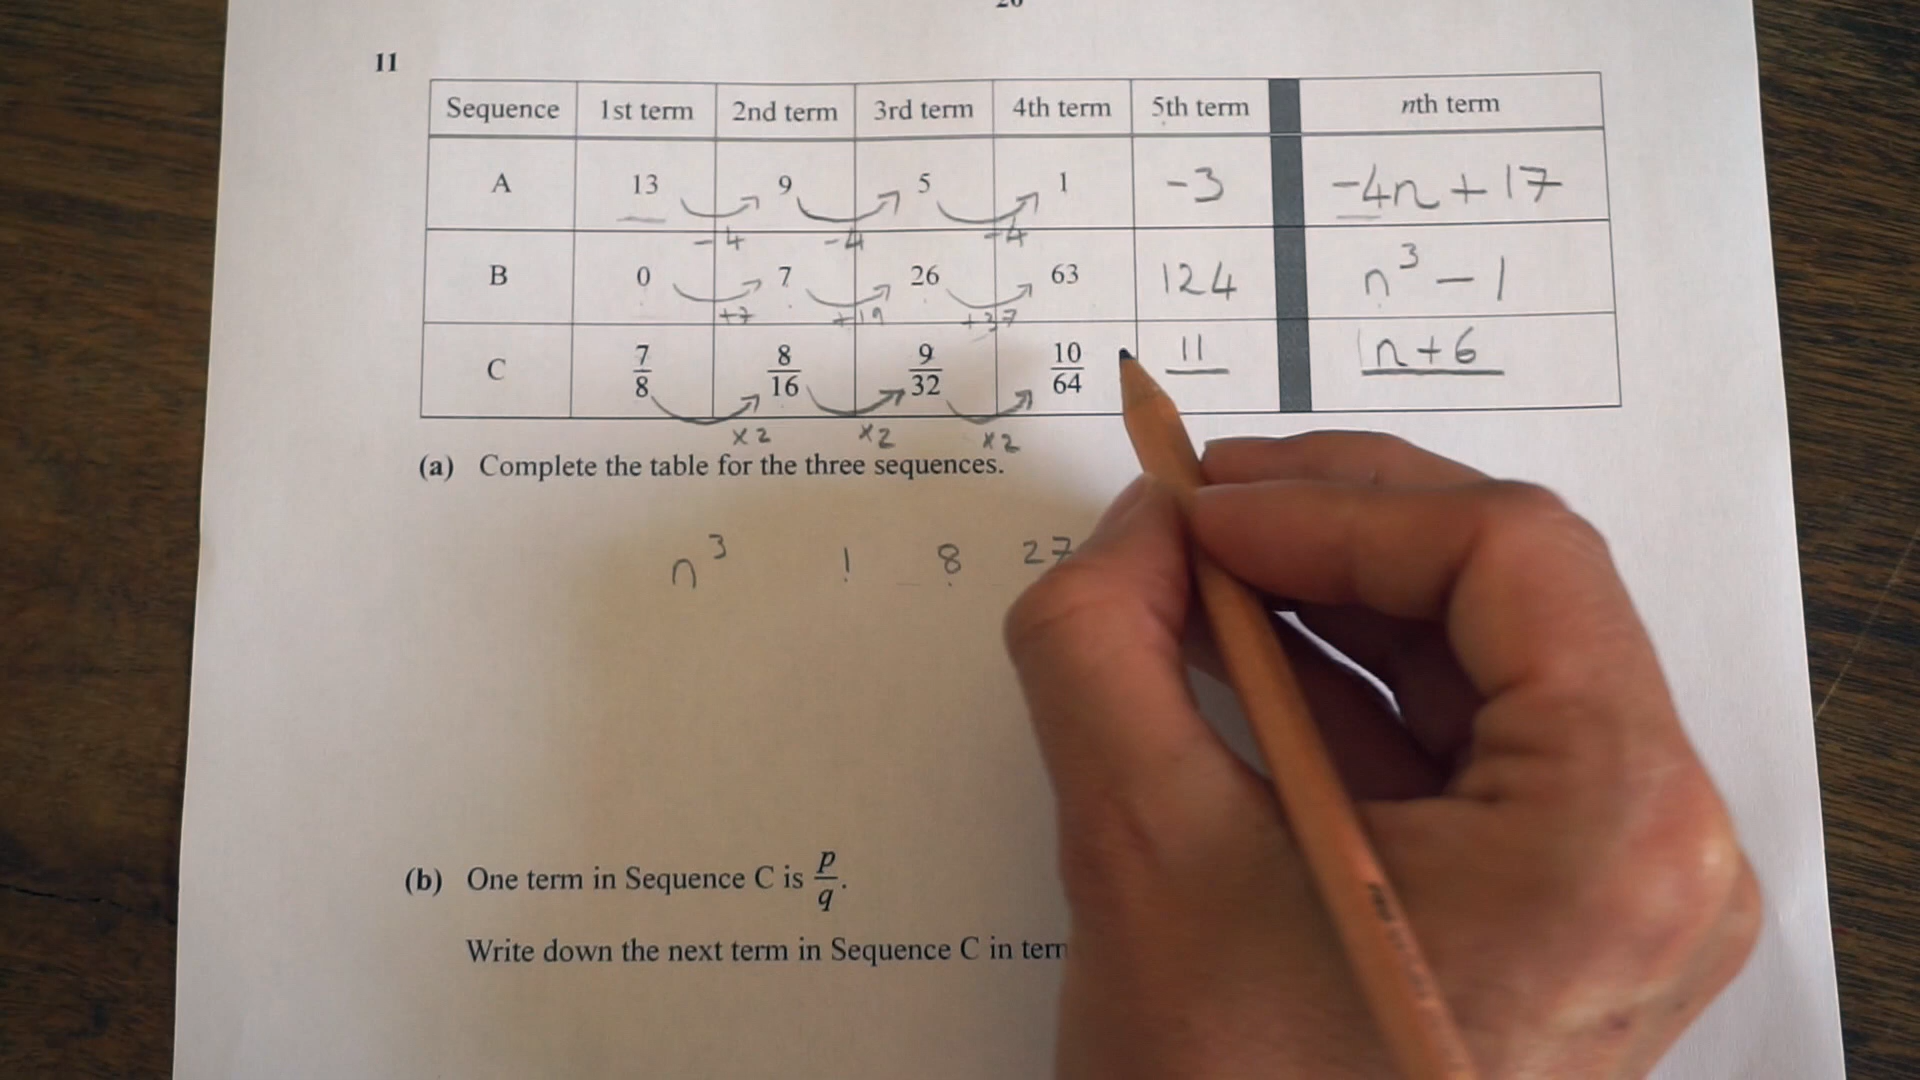 11
Sequence 1st term 2nd term 3rd term 4th term 5th term nth term
A 13 9 5 1 -3 -4n + 17
-4 -4 -4
B 0 7 26 63 124 n³ - 1
+7 +19 +37
C 7/8 8/16 9/32 10/64 11 n + 6
×2 ×2 ×2
(a) Complete the table for the three sequences.
n³ 1 8 27
(b) One term in Sequence C is p/q.
Write down the next term in Sequence C in